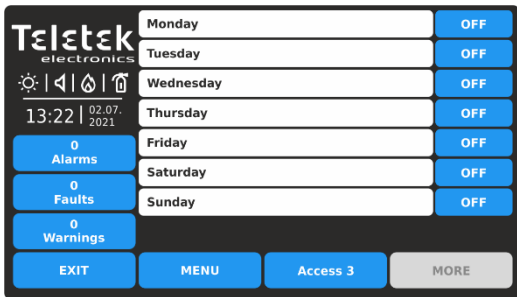 Teletek
electronics
13:22 02.07.
2021
0
Alarms
0
Faults
0
Warnings
Monday OFF
Tuesday OFF
Wednesday OFF
Thursday OFF
Friday OFF
Saturday OFF
Sunday OFF
EXIT MENU Access 3 MORE